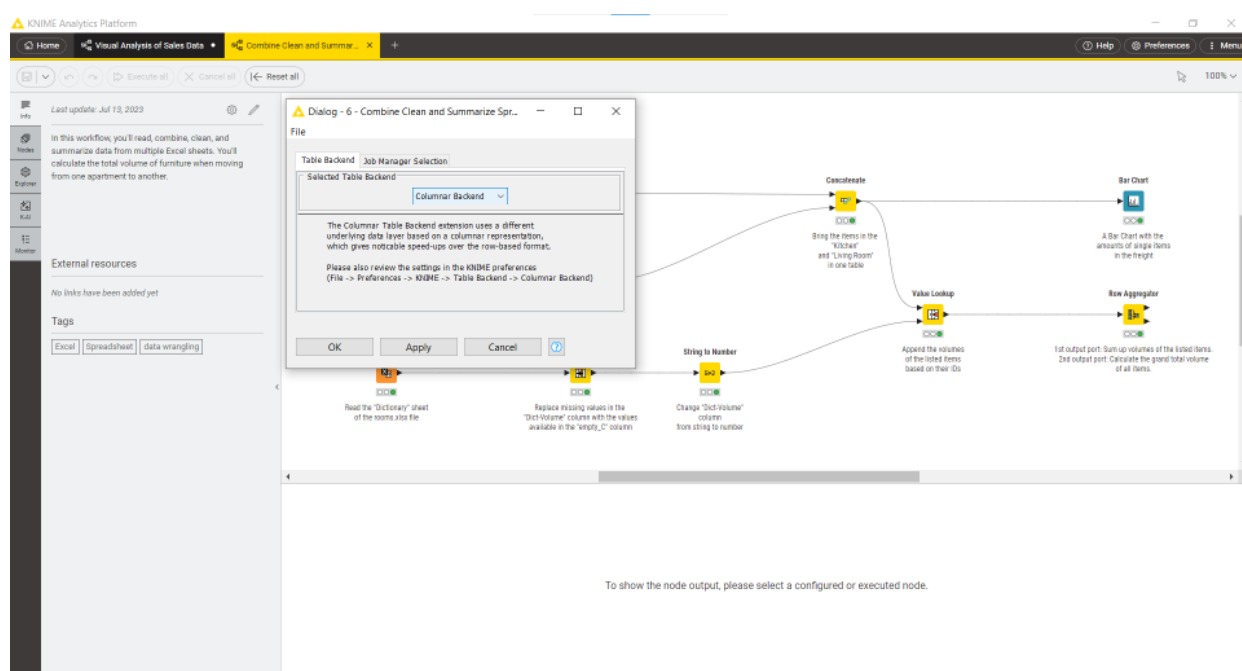 KNIME Analytics Platform
Home
Visual Analysis of Sales Data
Combine Clean and Summar...
Help
Preferences
Menu
Execute all
Cancel all
Reset all
100%
Info
Nodes
Explorer
K-AI
Monitor
Last update: Jul 13, 2023
In this workflow, you'll read, combine, clean, and
summarize data from multiple Excel sheets. You'll
calculate the total volume of furniture when moving
from one apartment to another.
External resources
No links have been added yet
Tags
Excel
Spreadsheet
data wrangling
Dialog - 6 - Combine Clean and Summarize Spr...
File
Table Backend
Job Manager Selection
Selected Table Backend
Columnar Backend
The Columnar Table Backend extension uses a different
underlying data layer based on a columnar representation,
which gives noticable speed-ups over the row-based format.
Please also review the settings in the KNIME preferences
(File -> Preferences -> KNIME -> Table Backend -> Columnar Backend)
OK
Apply
Cancel
Concatenate
Bring the items in the
"Kitchen"
and "Living Room"
in one table
Bar Chart
A Bar Chart with the
amounts of single items
in the freight
Value Lookup
Append the volumes
of the listed items
based on their IDs
Row Aggregator
1st output port: Sum up volumes of the listed items.
2nd output port: Calculate the grand total volume
of all items.
String to Number
Change "Dict-Volume"
column
from string to number
Read the "Dictionary" sheet
of the rooms.xlsx file
Replace missing values in the
"Dict-Volume" column with the values
available in the "empty_C" column
To show the node output, please select a configured or executed node.